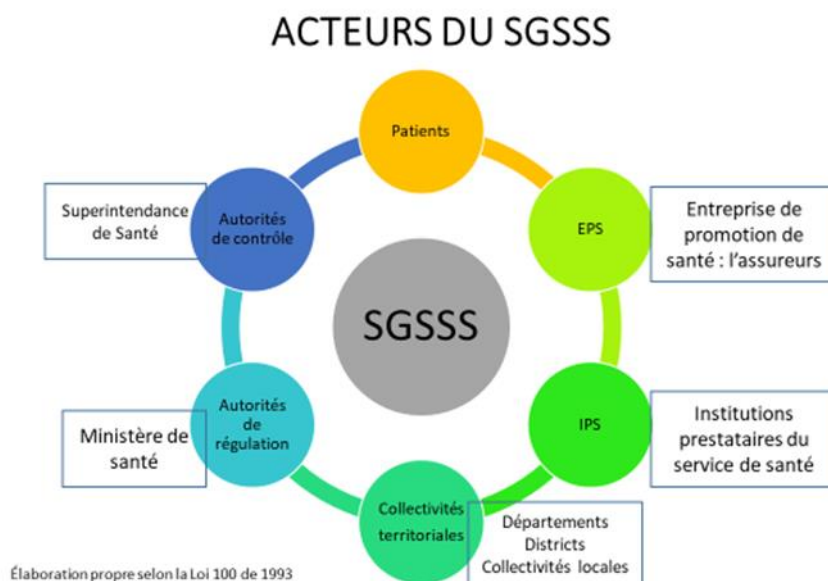 ACTEURS DU SGSSS
Patients
Superintendance
de Santé
Autorités
de contrôle
EPS
Entreprise de
promotion de
santé : l'assureurs
SGSSS
Ministère de
santé
Autorités
de
régulation
IPS
Institutions
prestataires du
service de santé
Collectivités
territoriales
Départements
Districts
Collectivités locales
Élaboration propre selon la Loi 100 de 1993